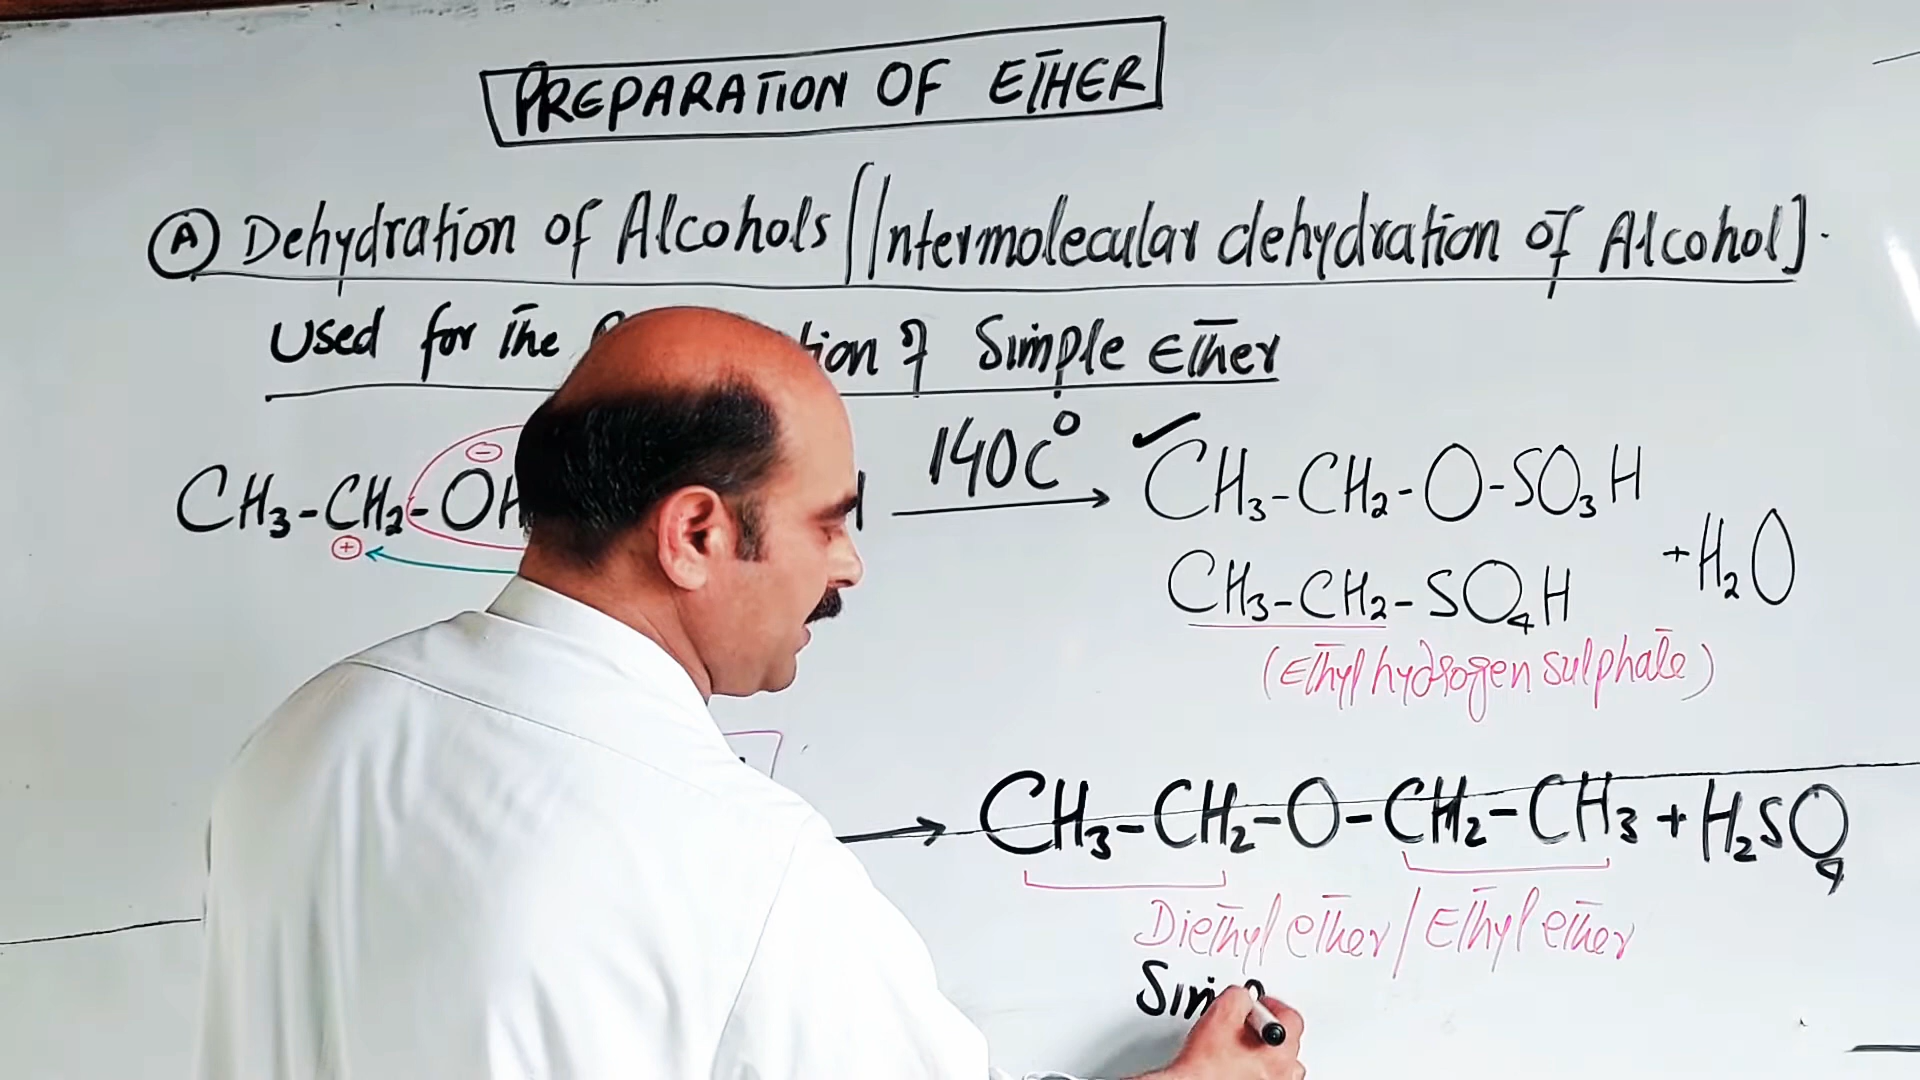 PREPARATION OF ETHER
(A) Dehydration of Alcohols [Intermolecular dehydration of Alcohol].
Used for the of Simple Ether
CH₃-CH₂-OH 140C° ✓ CH₃-CH₂-O-SO₃H
⊖
⊕
CH₃-CH₂-SO₄H + H₂O
(Ethyl hydrogen sulphate)
→ CH₃-CH₂-O-CH₂-CH₃ + H₂SO₄
Diethyl ether / Ethyl ether